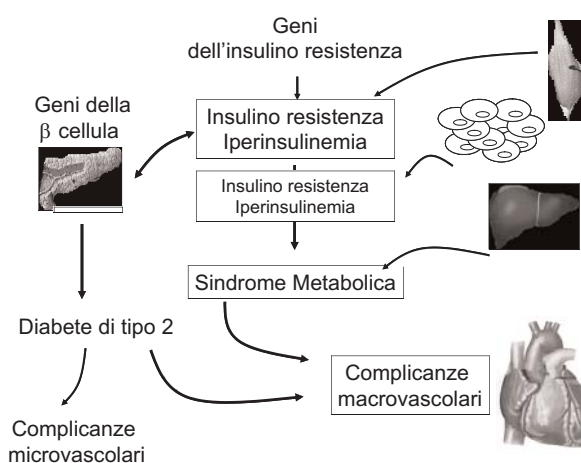 Geni
dell'insulino resistenza
Geni della
β cellula
Insulino resistenza
Iperinsulinemia
Insulino resistenza
Iperinsulinemia
Sindrome Metabolica
Diabete di tipo 2
Complicanze
macrovascolari
Complicanze
microvascolari